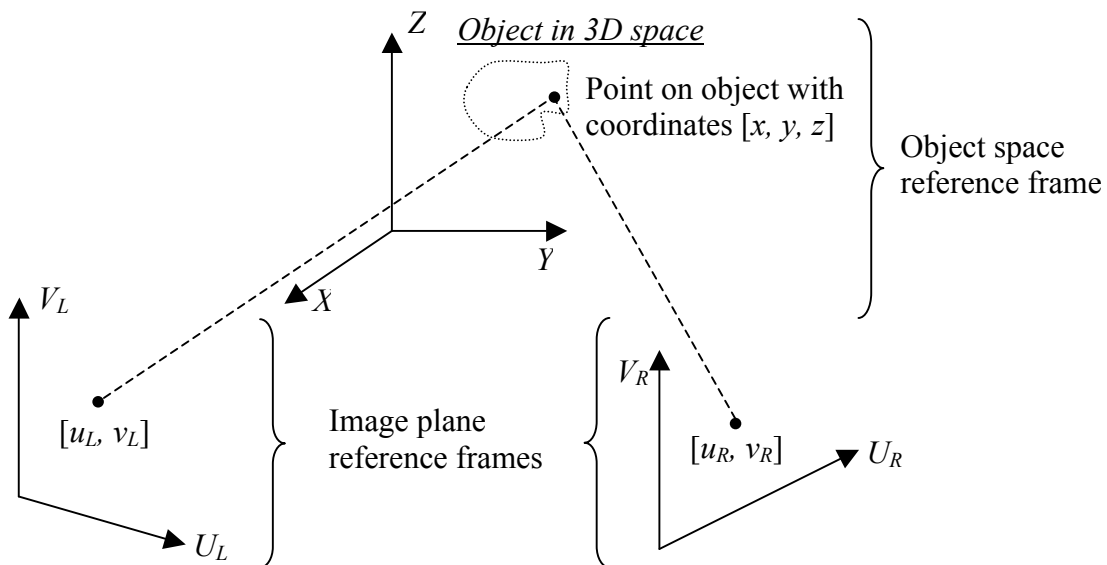 Z
Object in 3D space
Point on object with
coordinates [x, y, z]
Object space
reference frame
Y
X
V_L
[u_L, v_L]
U_L
Image plane
reference frames
V_R
[u_R, v_R]
U_R